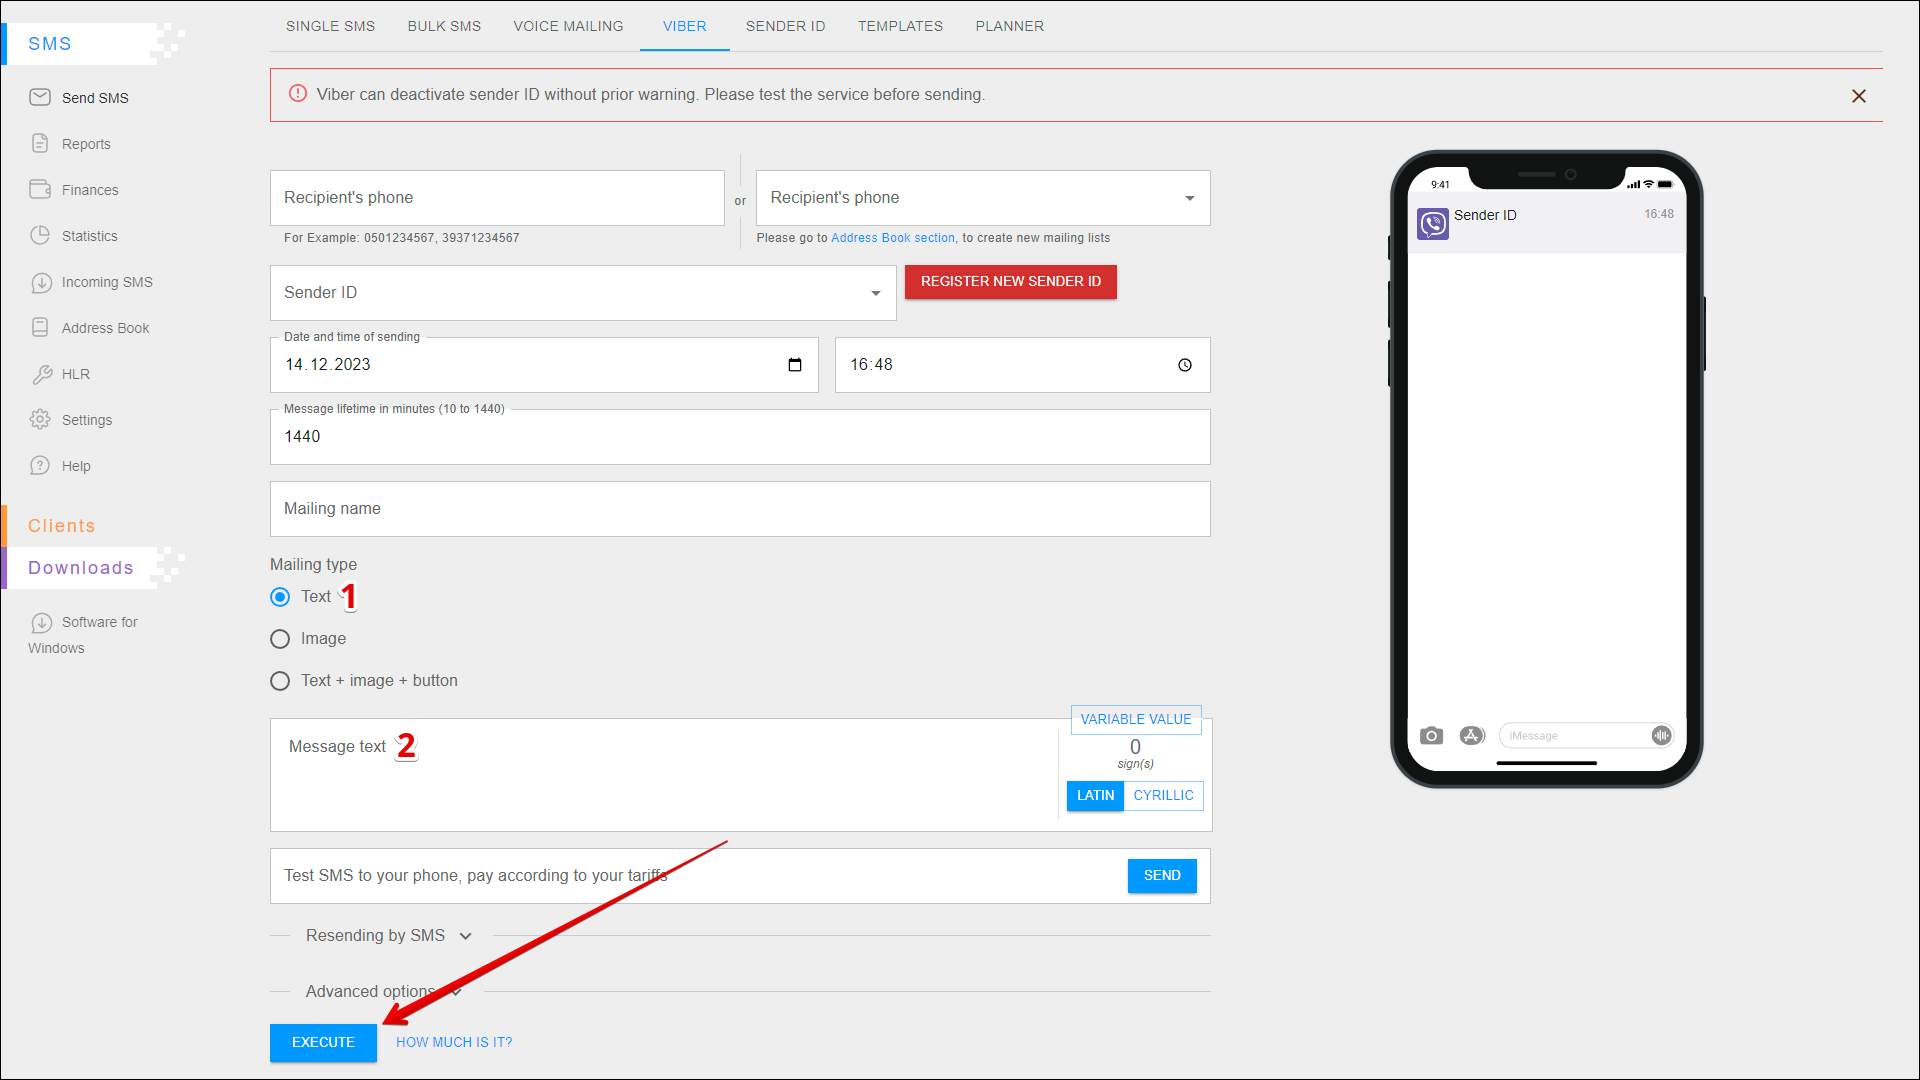 SMS
Send SMS
Reports
Finances
Statistics
Incoming SMS
Address Book
HLR
Settings
Help
Clients
Downloads
Software for
Windows
SINGLE SMS BULK SMS VOICE MAILING VIBER SENDER ID TEMPLATES PLANNER
Viber can deactivate sender ID without prior warning. Please test the service before sending.
Recipient's phone or Recipient's phone
For Example: 0501234567, 39371234567
Please go to Address Book section, to create new mailing lists
Sender ID REGISTER NEW SENDER ID
Date and time of sending
14.12.2023 16:48
Message lifetime in minutes (10 to 1440)
1440
Mailing name
Mailing type
Text 1
Image
Text + image + button
VARIABLE VALUE
Message text 2
0
sign(s)
LATIN CYRILLIC
Test SMS to your phone, pay according to your tariffs SEND
Resending by SMS
Advanced options
EXECUTE HOW MUCH IS IT?
9:41
Sender ID 16:48
iMessage